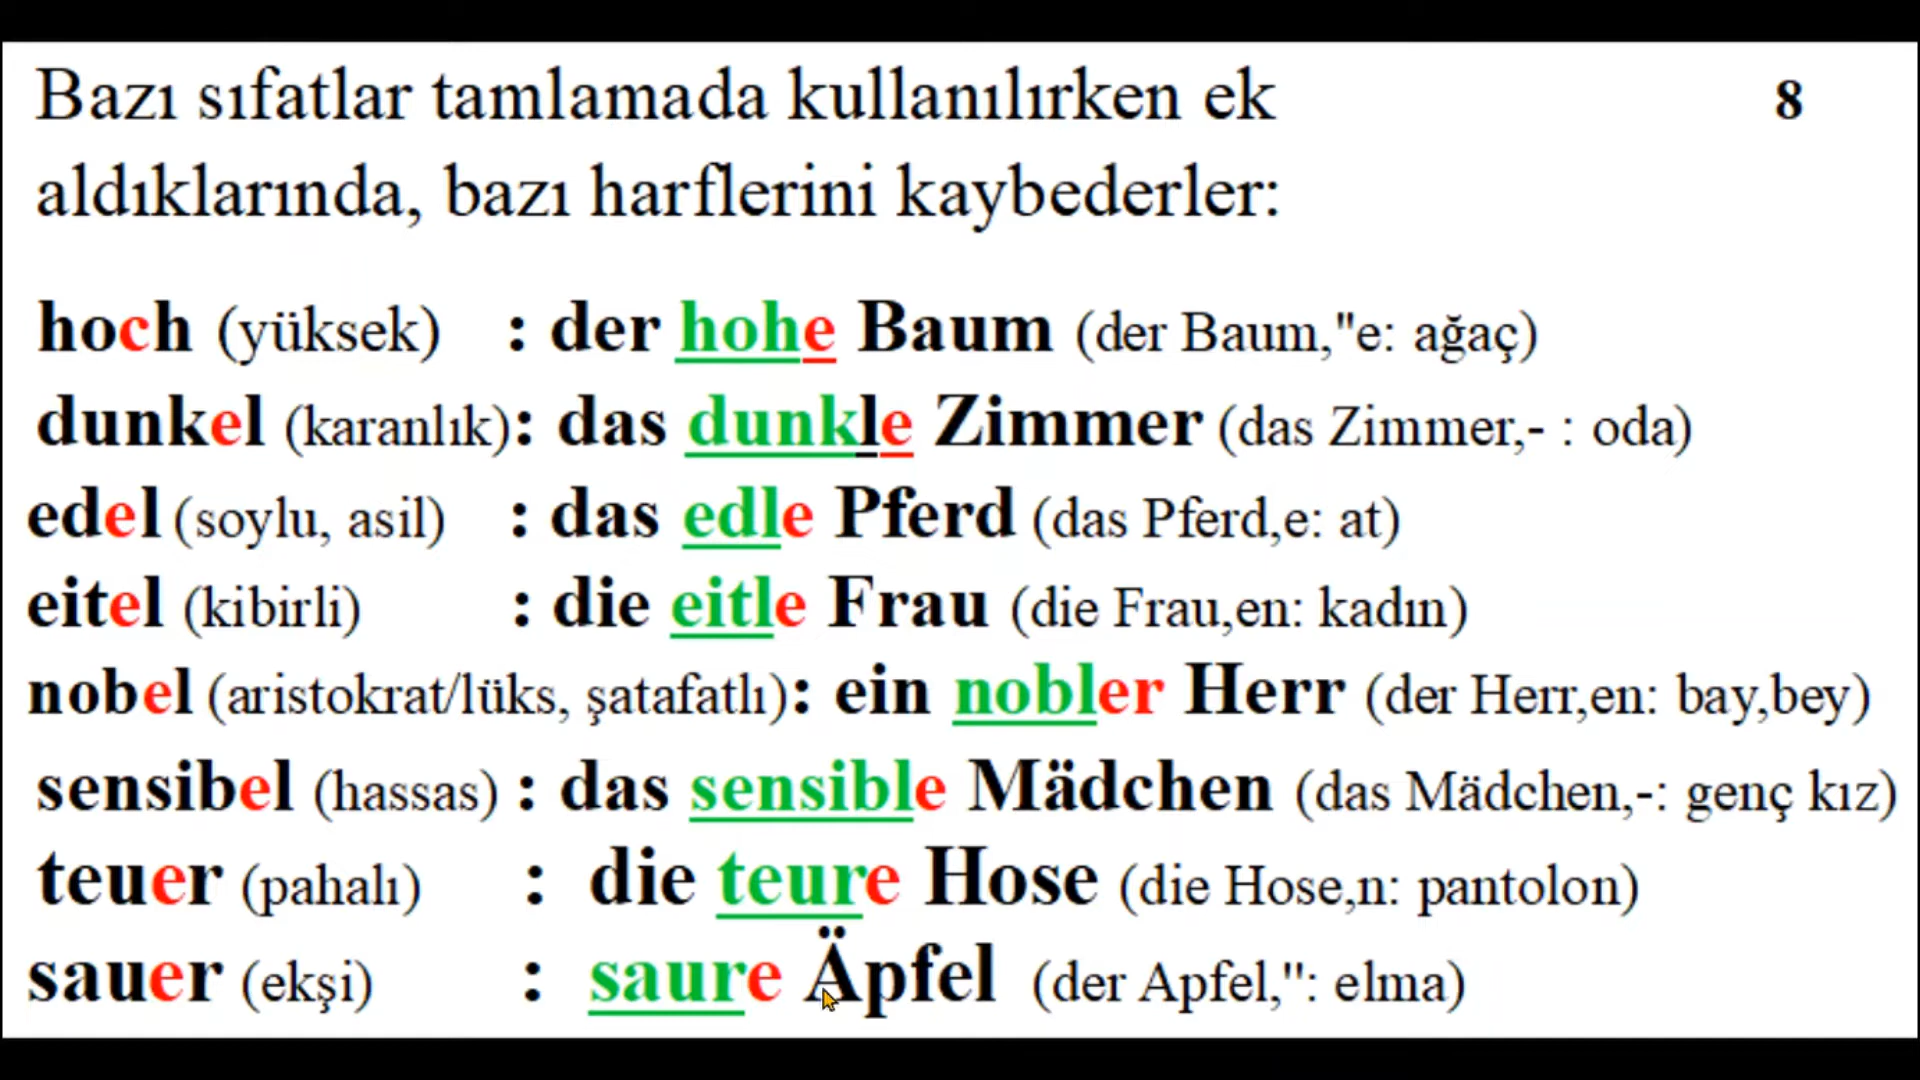 Bazı sıfatlar tamlamada kullanılırken ek 8
aldıklarında, bazı harflerini kaybederler:
hoch (yüksek) : der hohe Baum (der Baum,"e: ağaç)
dunkel (karanlık): das dunkle Zimmer (das Zimmer,- : oda)
edel (soylu, asil) : das edle Pferd (das Pferd,e: at)
eitel (kibirli) : die eitle Frau (die Frau,en: kadın)
nobel (aristokrat/lüks, şatafatlı): ein nobler Herr (der Herr,en: bay,bey)
sensibel (hassas) : das sensible Mädchen (das Mädchen,-: genç kız)
teuer (pahalı) : die teure Hose (die Hose,n: pantolon)
sauer (ekşi) : saure Äpfel (der Apfel,": elma)